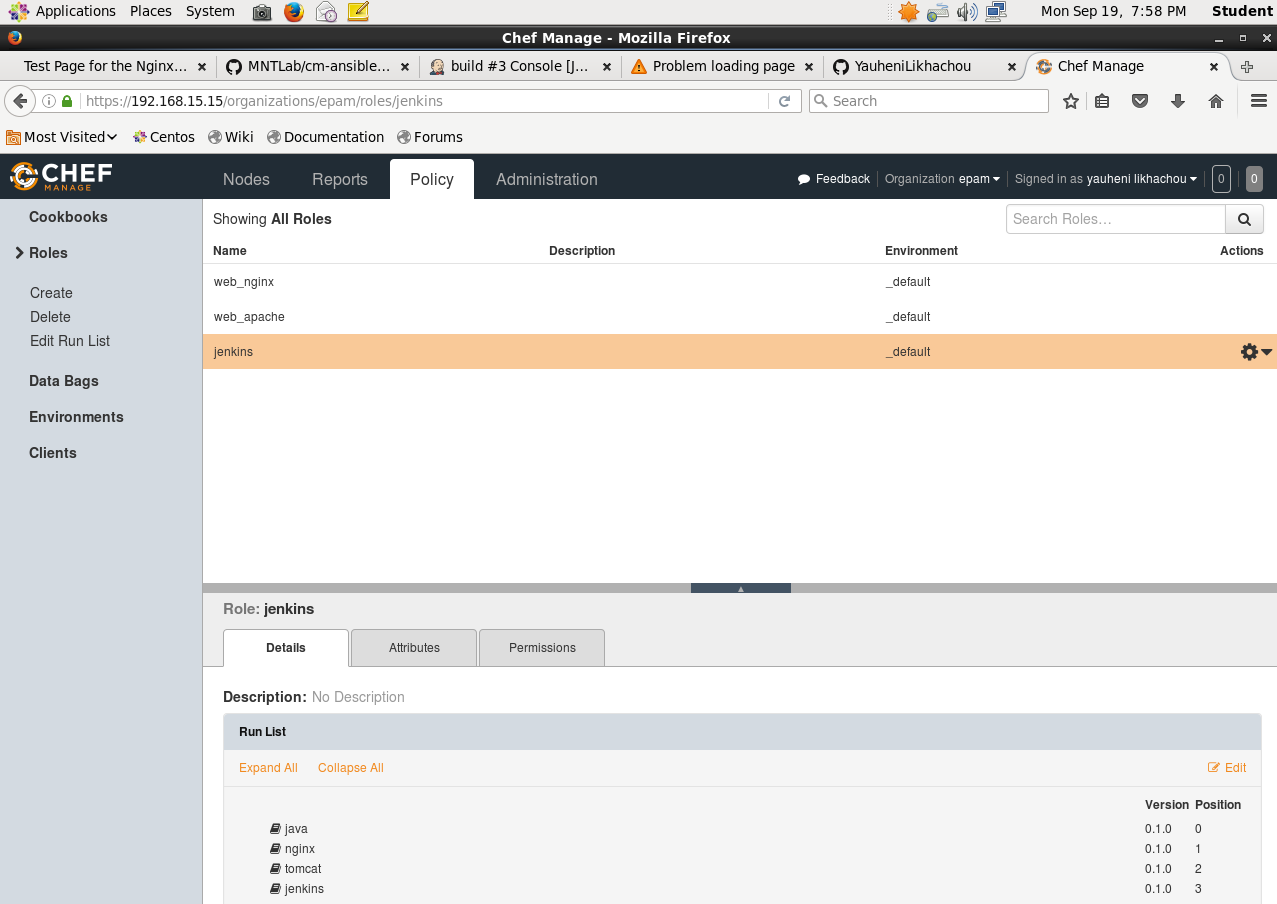 Applications Places System Mon Sep 19, 7:58 PM Student
Chef Manage - Mozilla Firefox
Test Page for the Nginx... MNTLab/cm-ansible... build #3 Console [J... Problem loading page YauheniLikhachou Chef Manage
https://192.168.15.15/organizations/epam/roles/jenkins Search
Most Visited Centos Wiki Documentation Forums
CHEF MANAGE Nodes Reports Policy Administration Feedback Organization epam Signed in as yauheni likhachou 0 0
Cookbooks
Roles
Create
Delete
Edit Run List
Data Bags
Environments
Clients
Showing All Roles Search Roles...
Name Description Environment Actions
web_nginx _default
web_apache _default
jenkins _default
Role: jenkins
Details Attributes Permissions
Description: No Description
Run List
Expand All Collapse All Edit
Version Position
java 0.1.0 0
nginx 0.1.0 1
tomcat 0.1.0 2
jenkins 0.1.0 3